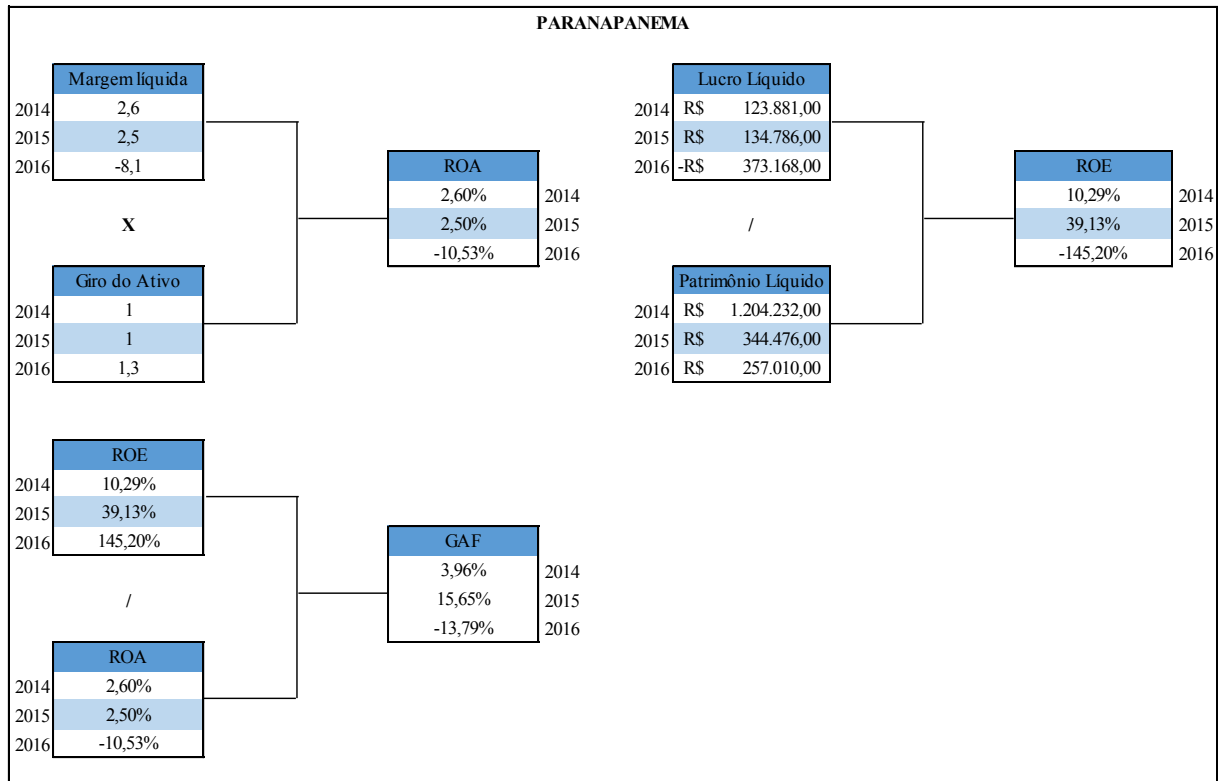 PARANAPANEMA
Margem líquida
2014 2,6
2015 2,5
2016 -8,1
X
Giro do Ativo
2014 1
2015 1
2016 1,3
ROA
2,60% 2014
2,50% 2015
-10,53% 2016
Lucro Líquido
2014 R$ 123.881,00
2015 R$ 134.786,00
2016 -R$ 373.168,00
/
Patrimônio Líquido
2014 R$ 1.204.232,00
2015 R$ 344.476,00
2016 R$ 257.010,00
ROE
10,29% 2014
39,13% 2015
-145,20% 2016
ROE
2014 10,29%
2015 39,13%
2016 145,20%
/
ROA
2014 2,60%
2015 2,50%
2016 -10,53%
GAF
3,96% 2014
15,65% 2015
-13,79% 2016